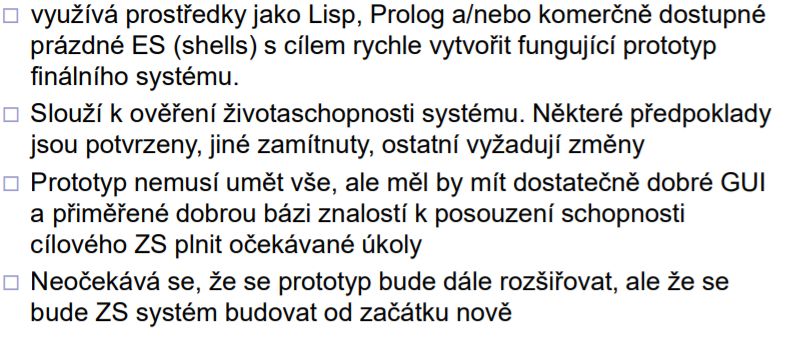 využívá prostředky jako Lisp, Prolog a/nebo komerčně dostupné
prázdné ES (shells) s cílem rychle vytvořit fungující prototyp
finálního systému.
Slouží k ověření životaschopnosti systému. Některé předpoklady
jsou potvrzeny, jiné zamítnuty, ostatní vyžadují změny
Prototyp nemusí umět vše, ale měl by mít dostatečně dobré GUI
a přiměřené dobrou bázi znalostí k posouzení schopnosti
cílového ZS plnit očekávané úkoly
Neočekává se, že se prototyp bude dále rozšiřovat, ale že se
bude ZS systém budovat od začátku nově